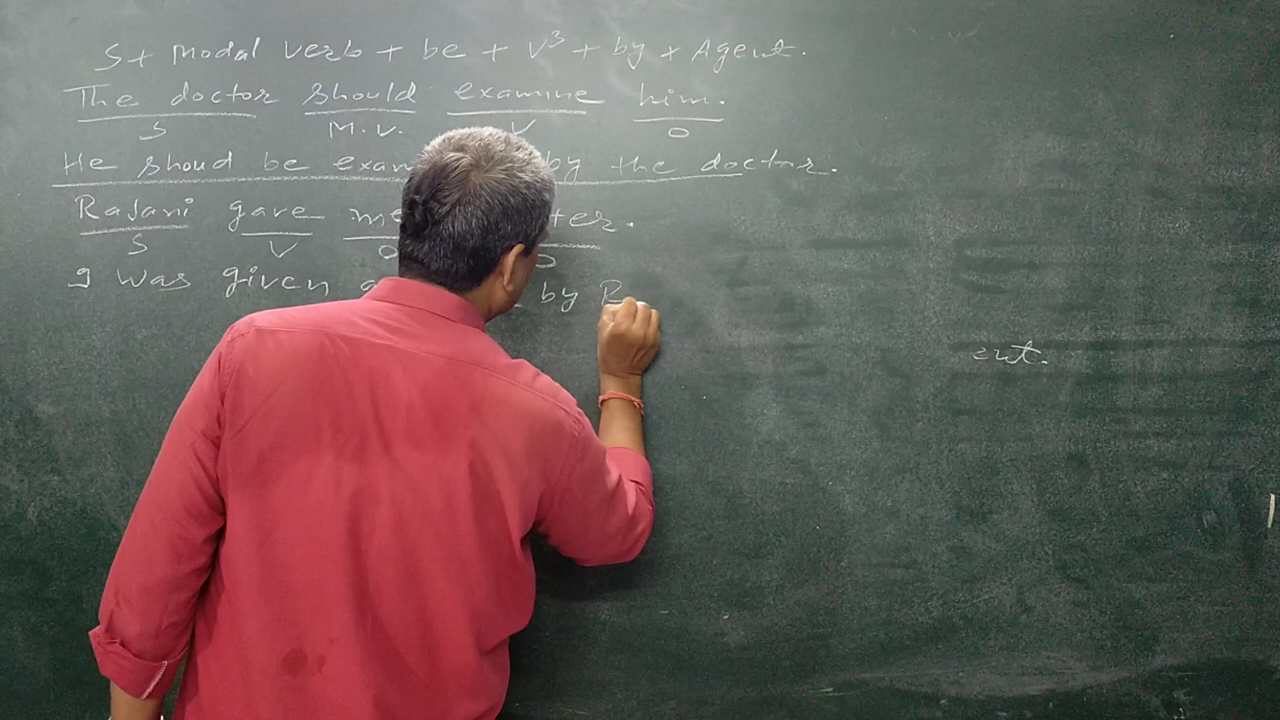 S + Modal verb + be + V³ + by + Agent.
The doctor should examine him.
S M.V. V O
He shoud be exam by the doctor.
Rajani gave me ter.
S V O O
I was given a by R
ent.